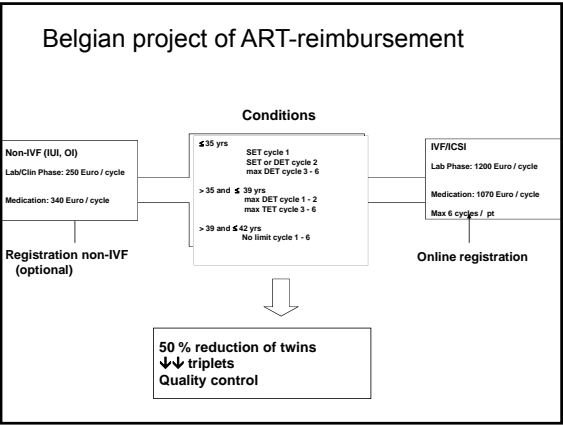 Belgian project of ART-reimbursement
Conditions
Non-IVF (IUI, OI)
Lab/Clin Phase: 250 Euro / cycle
Medication: 340 Euro / cycle
Registration non-IVF
(optional)
≤35 yrs
SET cycle 1
SET or DET cycle 2
max DET cycle 3 - 6
> 35 and ≤ 39 yrs
max DET cycle 1 - 2
max TET cycle 3 - 6
> 39 and ≤ 42 yrs
No limit cycle 1 - 6
IVF/ICSI
Lab Phase: 1200 Euro / cycle
Medication: 1070 Euro / cycle
Max 6 cycles / pt
Online registration
50 % reduction of twins
↓↓ triplets
Quality control